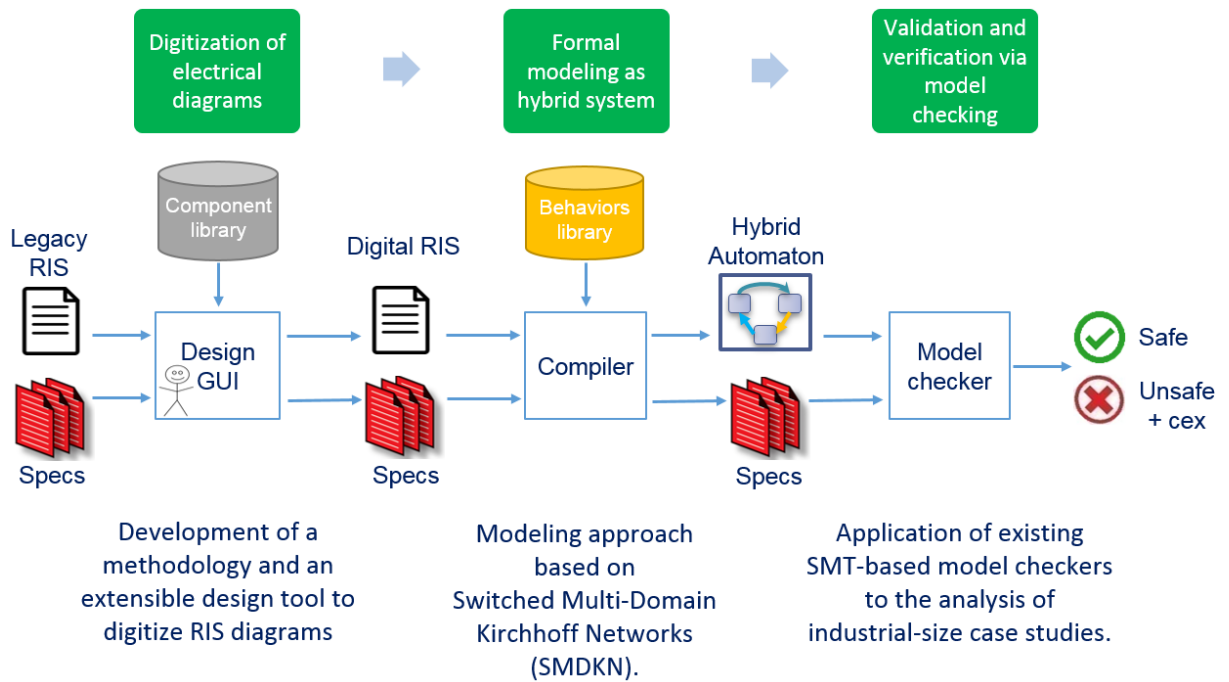 Digitization of
electrical
diagrams
Formal
modeling as
hybrid system
Validation and
verification via
model
checking
Component
library
Behaviors
library
Legacy
RIS
Digital RIS
Hybrid
Automaton
Design
GUI
Compiler
Model
checker
Safe
Unsafe
+ cex
Specs
Specs
Specs
Development of a
methodology and an
extensible design tool to
digitize RIS diagrams
Modeling approach
based on
Switched Multi-Domain
Kirchhoff Networks
(SMDKN).
Application of existing
SMT-based model checkers
to the analysis of
industrial-size case studies.